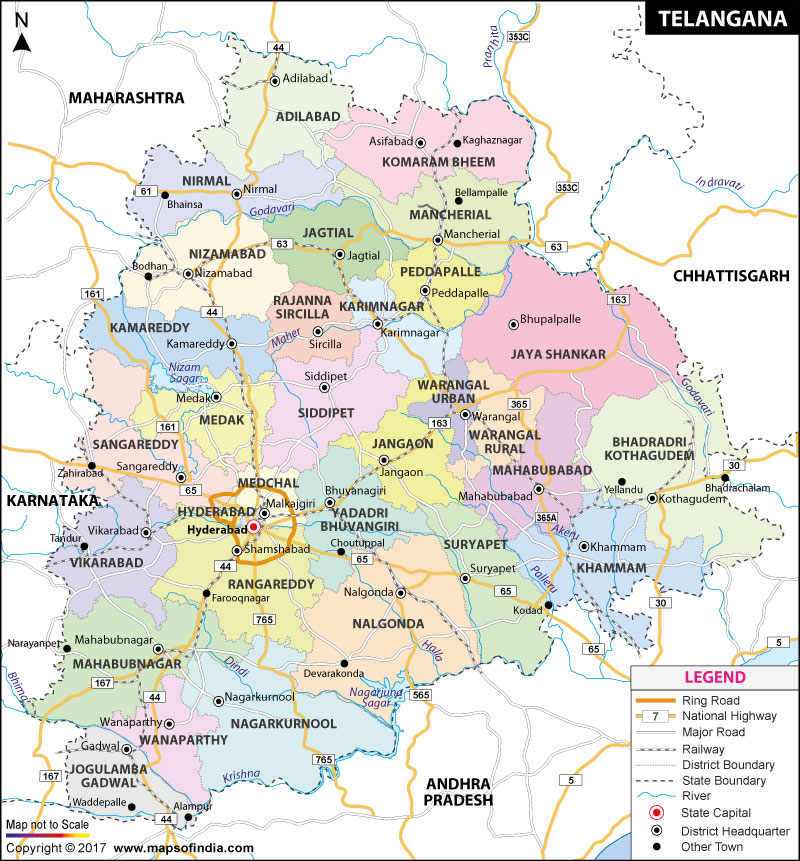 N
TELANGANA
44
353C
Pranhita
Adilabad
MAHARASHTRA
ADILABAD
Asifabad
Kaghaznagar
KOMARAM BHEEM
NIRMAL
Nirmal
61
Bhainsa
Godavari
Bellampalle
MANCHERIAL
Mancherial
353C
Indravati
JAGTIAL
63
Jagtial
63
NIZAMABAD
Bodhan
Nizamabad
PEDDAPALLE
Peddapalle
CHHATTISGARH
161
44
RAJANNA
SIRCILLA
KARIMNAGAR
Karimnagar
163
Bhupalpalle
JAYA SHANKAR
KAMAREDDY
Kamareddy
Maher
Sircilla
Nizam
Sagar
Siddipet
SIDDIPET
Medak
MEDAK
161
WARANGAL
URBAN
Warangal
163
365
WARANGAL
RURAL
Godavari
SANGAREDDY
Sangareddy
Zahirabad
65
JANGAON
Jangaon
MAHABUBABAD
Mahabubabad
BHADRADRI
KOTHAGUDEM
Yellandu
Kothagudem
30
Bhadrachalam
KARNATAKA
MEDCHAL
Malkajgiri
HYDERABAD
Hyderabad
Bhuyanagiri
YADADRI
BHUVANGIRI
Vikarabad
Tandur
VIKARABAD
Shamshabad
Choutuppal
44
65
365A
Akeru
Khammam
KHAMMAM
SURYAPET
Suryapet
Palleru
65
Kodad
30
65
5
RANGAREDDY
Farooqnagar
765
Nalgonda
NALGONDA
Halla
Devarakonda
Narayanpet
Mahabubnagar
MAHABUBNAGAR
Dindi
Nagarjund
Sagar
565
Bhima
167
44
Nagarkurnool
NAGARKURNOOL
Wanaparthy
WANAPARTHY
Gadwal
JOGULAMBA
GADWAL
167
Krishna
765
Waddepalle
Alampur
44
ANDHRA
PRADESH
5
LEGEND
Ring Road
7
National Highway
Major Road
Railway
District Boundary
State Boundary
River
State Capital
District Headquarter
Other Town
Map not to Scale
Copyright © 2017 www.mapsofindia.com